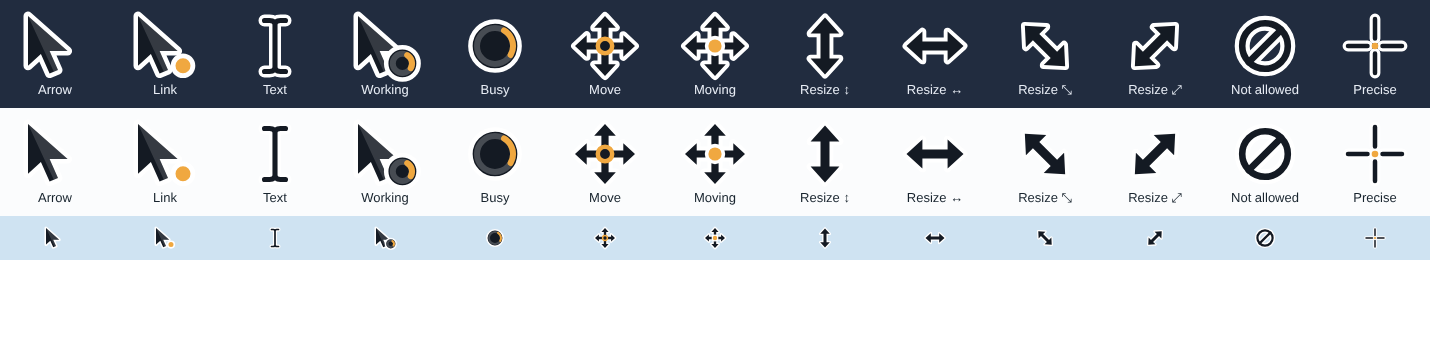 Arrow Link Text Working Busy Move Moving Resize ↕ Resize ↔ Resize ⤡ Resize ⤢ Not allowed Precise
Arrow Link Text Working Busy Move Moving Resize ↕ Resize ↔ Resize ⤡ Resize ⤢ Not allowed Precise